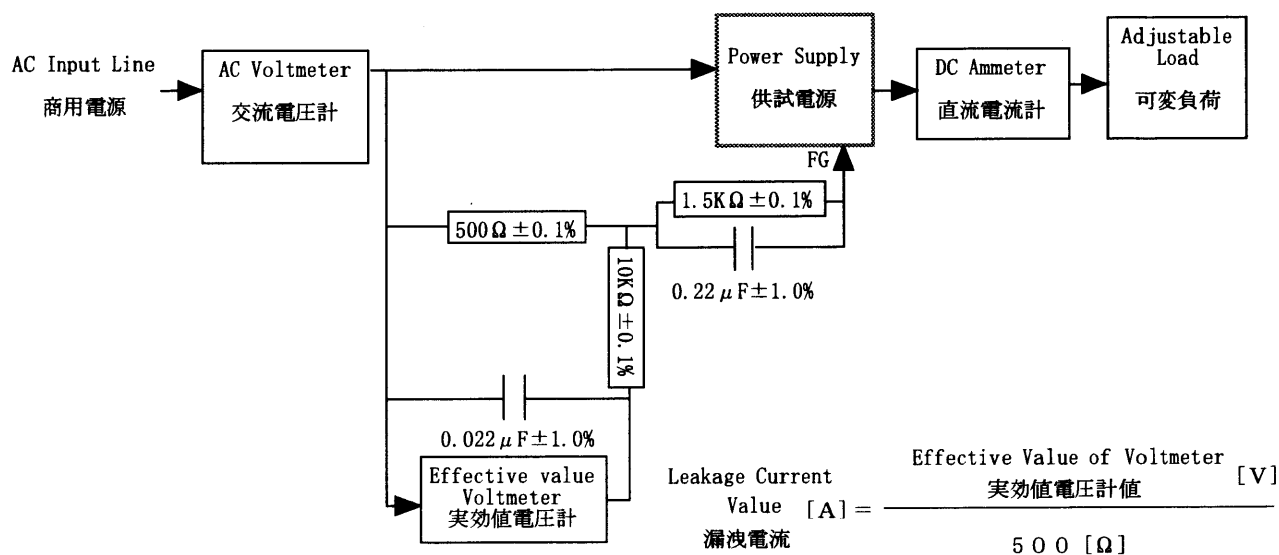 AC Input Line
商用電源
AC Voltmeter
交流電圧計
Power Supply
供試電源
FG
DC Ammeter
直流電流計
Adjustable
Load
可変負荷
500Ω±0.1%
1.5KΩ±0.1%
0.22μF±1.0%
10KΩ±0.1%
0.022μF±1.0%
Effective value
Voltmeter
実効値電圧計
Leakage Current
Value [A]=
漏洩電流
Effective Value of Voltmeter
実効値電圧計値 [V]
500[Ω]